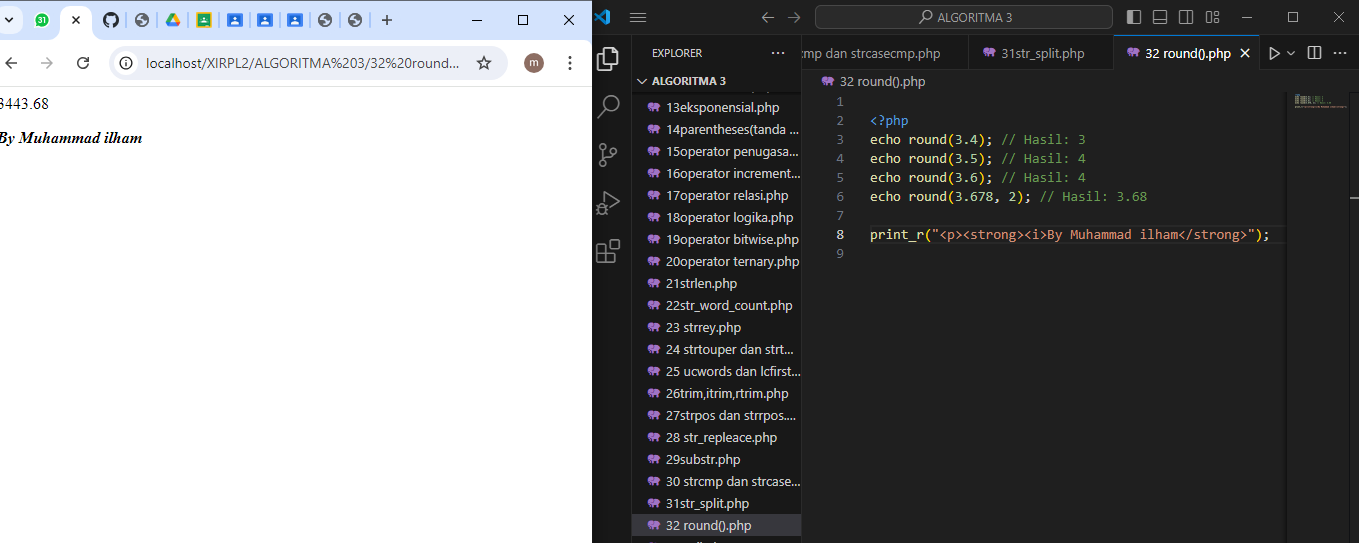 31
localhost/XIRPL2/ALGORITMA%203/32%20round...
m
3443.68
By Muhammad ilham
ALGORITMA 3
EXPLORER
...
ALGORITMA 3
13eksponensial.php
14parentheses(tanda ...
15operator penugasa...
16operator increment...
17operator relasi.php
18operator logika.php
19operator bitwise.php
20operator ternary.php
21strlen.php
22str_word_count.php
23 strrey.php
24 strtouper dan strt...
25 ucwords dan lcfirst...
26trim,itrim,rtrim.php
27strpos dan strrpos....
28 str_repleace.php
29substr.php
30 strcmp dan strcase...
31str_split.php
32 round().php
cmp dan strcasecmp.php
31str_split.php
32 round().php
32 round().php
1
2 <?php
3 echo round(3.4); // Hasil: 3
4 echo round(3.5); // Hasil: 4
5 echo round(3.6); // Hasil: 4
6 echo round(3.678, 2); // Hasil: 3.68
7
8 print_r("<p><strong><i>By Muhammad ilham</strong>");
9